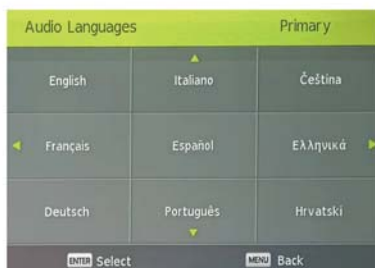 Audio Languages Primary
English Italiano Čeština
Français Español Ελληνικά
Deutsch Português Hrvatski
ENTER Select MENU Back